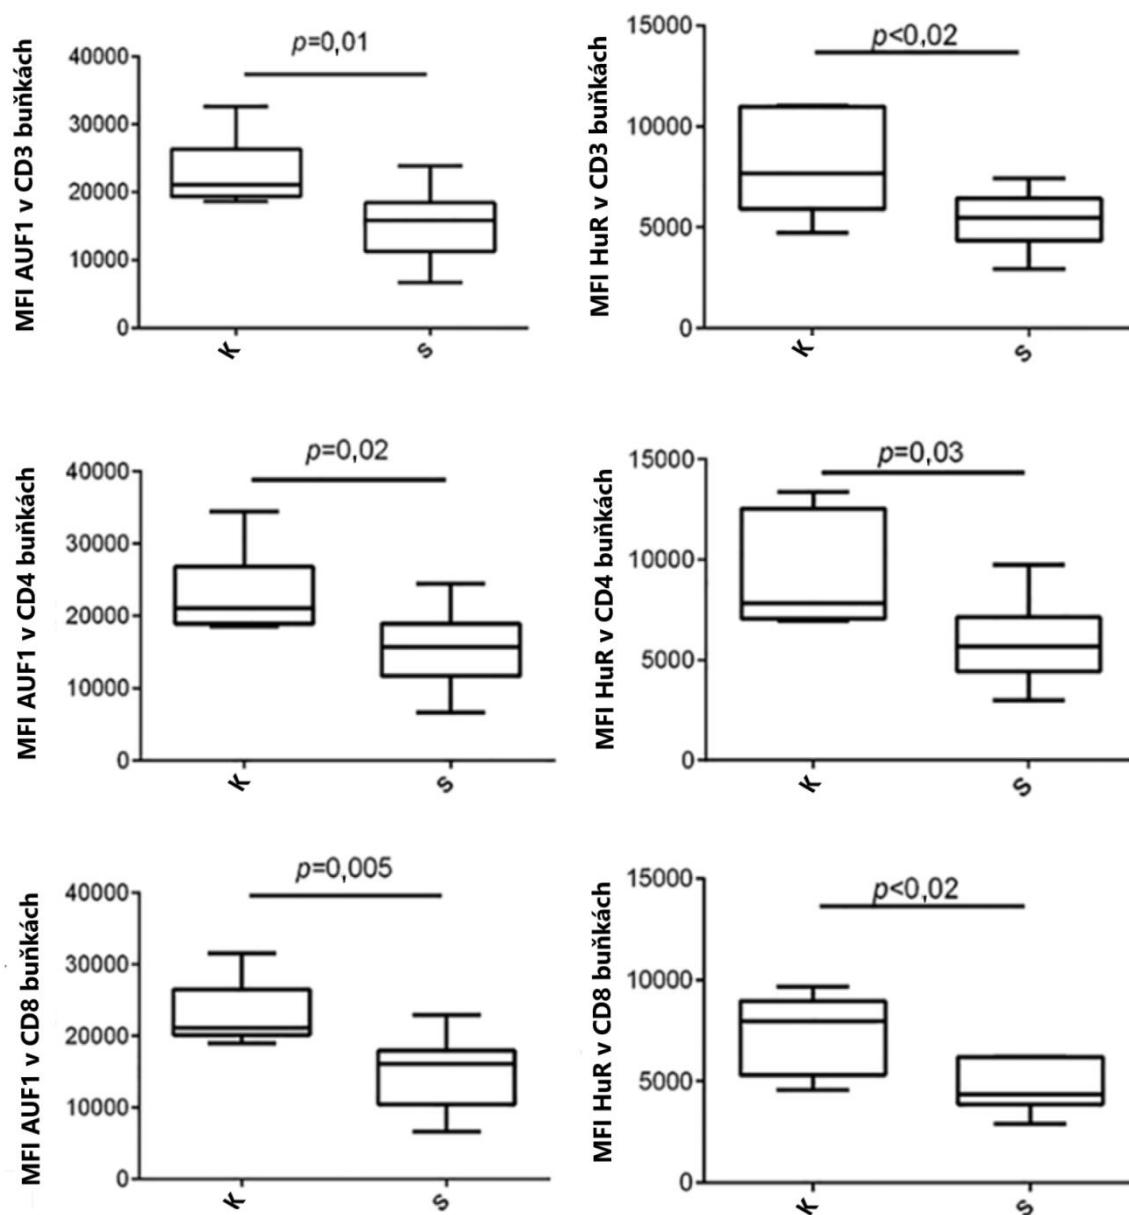 p=0,01
MFI AUF1 v CD3 buňkách
40000
30000
20000
10000
0
K
S
p<0,02
MFI HuR v CD3 buňkách
15000
10000
5000
0
K
S
p=0,02
MFI AUF1 v CD4 buňkách
40000
30000
20000
10000
0
K
S
p=0,03
MFI HuR v CD4 buňkách
15000
10000
5000
0
K
S
p=0,005
MFI AUF1 v CD8 buňkách
40000
30000
20000
10000
0
K
S
p<0,02
MFI HuR v CD8 buňkách
15000
10000
5000
0
K
S